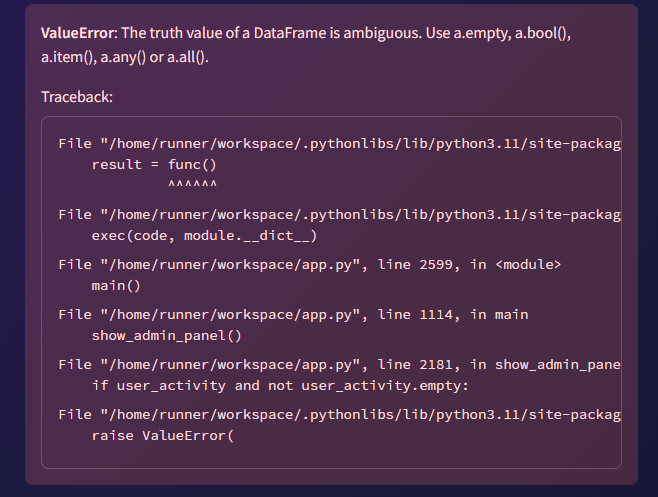 ValueError: The truth value of a DataFrame is ambiguous. Use a.empty, a.bool(),
a.item(), a.any() or a.all().
Traceback:
File "/home/runner/workspace/.pythonlibs/lib/python3.11/site-packag
result = func()
^^^^^^
File "/home/runner/workspace/.pythonlibs/lib/python3.11/site-packag
exec(code, module.__dict__)
File "/home/runner/workspace/app.py", line 2599, in <module>
main()
File "/home/runner/workspace/app.py", line 1114, in main
show_admin_panel()
File "/home/runner/workspace/app.py", line 2181, in show_admin_pane
if user_activity and not user_activity.empty:
File "/home/runner/workspace/.pythonlibs/lib/python3.11/site-packag
raise ValueError(